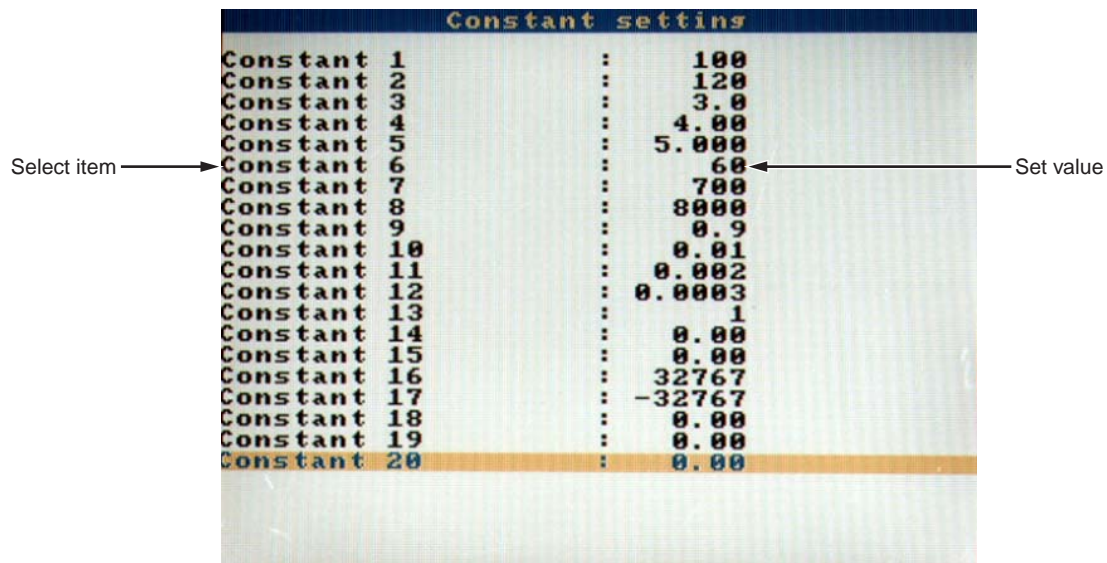 Constant setting
Constant 1 : 100
Constant 2 : 120
Constant 3 : 3.0
Constant 4 : 4.00
Constant 5 : 5.000
Select item Constant 6 : 60 Set value
Constant 7 : 700
Constant 8 : 8000
Constant 9 : 0.9
Constant 10 : 0.01
Constant 11 : 0.002
Constant 12 : 0.0003
Constant 13 : 1
Constant 14 : 0.00
Constant 15 : 0.00
Constant 16 : 32767
Constant 17 : -32767
Constant 18 : 0.00
Constant 19 : 0.00
Constant 20 : 0.00